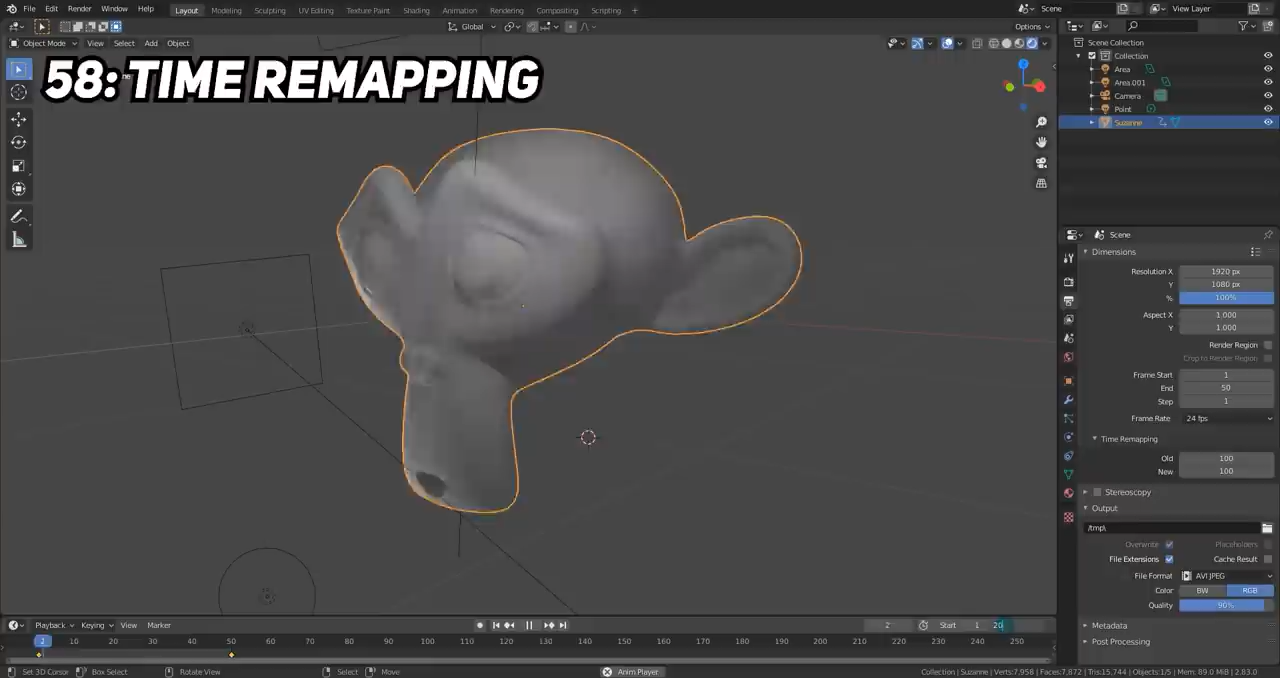 File Edit Render Window Help Layout Modeling Sculpting UV Editing Texture Paint Shading Animation Rendering Compositing Scripting + Scene View Layer
Global Options
Object Mode View Select Add Object
58: TIME REMAPPING
Scene Collection
Collection
Area
Area.001
Camera
Point
Suzanne
Scene
Dimensions
Resolution X 1920 px
Y 1080 px
% 100%
Aspect X 1.000
Y 1.000
Render Region
Crop to Render Region
Frame Start 1
End 50
Step 1
Frame Rate 24 fps
Time Remapping
Old 100
New 100
Stereoscopy
Output
/tmp\
Overwrite Placeholders
File Extensions Cache Result
File Format AVI JPEG
Color BW RGB
Quality 90%
Metadata
Post Processing
Playback Keying View Marker 2 Start 1 20
1 10 20 30 40 50 60 70 80 90 100 110 120 130 140 150 160 170 180 190 200 210 220 230 240 250
Set 3D Cursor Box Select Rotate View Select Move Anim Player Collection | Suzanne | Verts:7,958 | Faces:7,872 | Tris:15,744 | Objects:1/5 | Mem: 89.0 MiB | 2.83.0